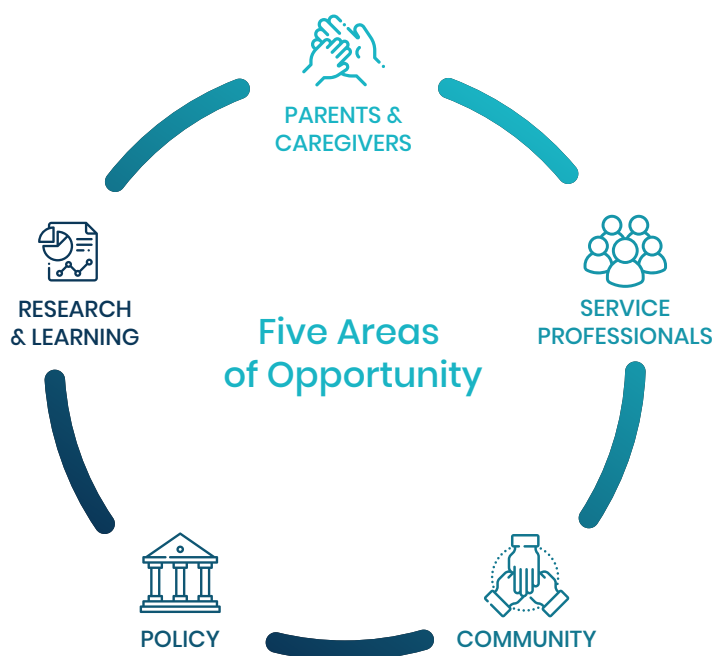 PARENTS &
CAREGIVERS
RESEARCH
& LEARNING
SERVICE
PROFESSIONALS
Five Areas
of Opportunity
POLICY
COMMUNITY